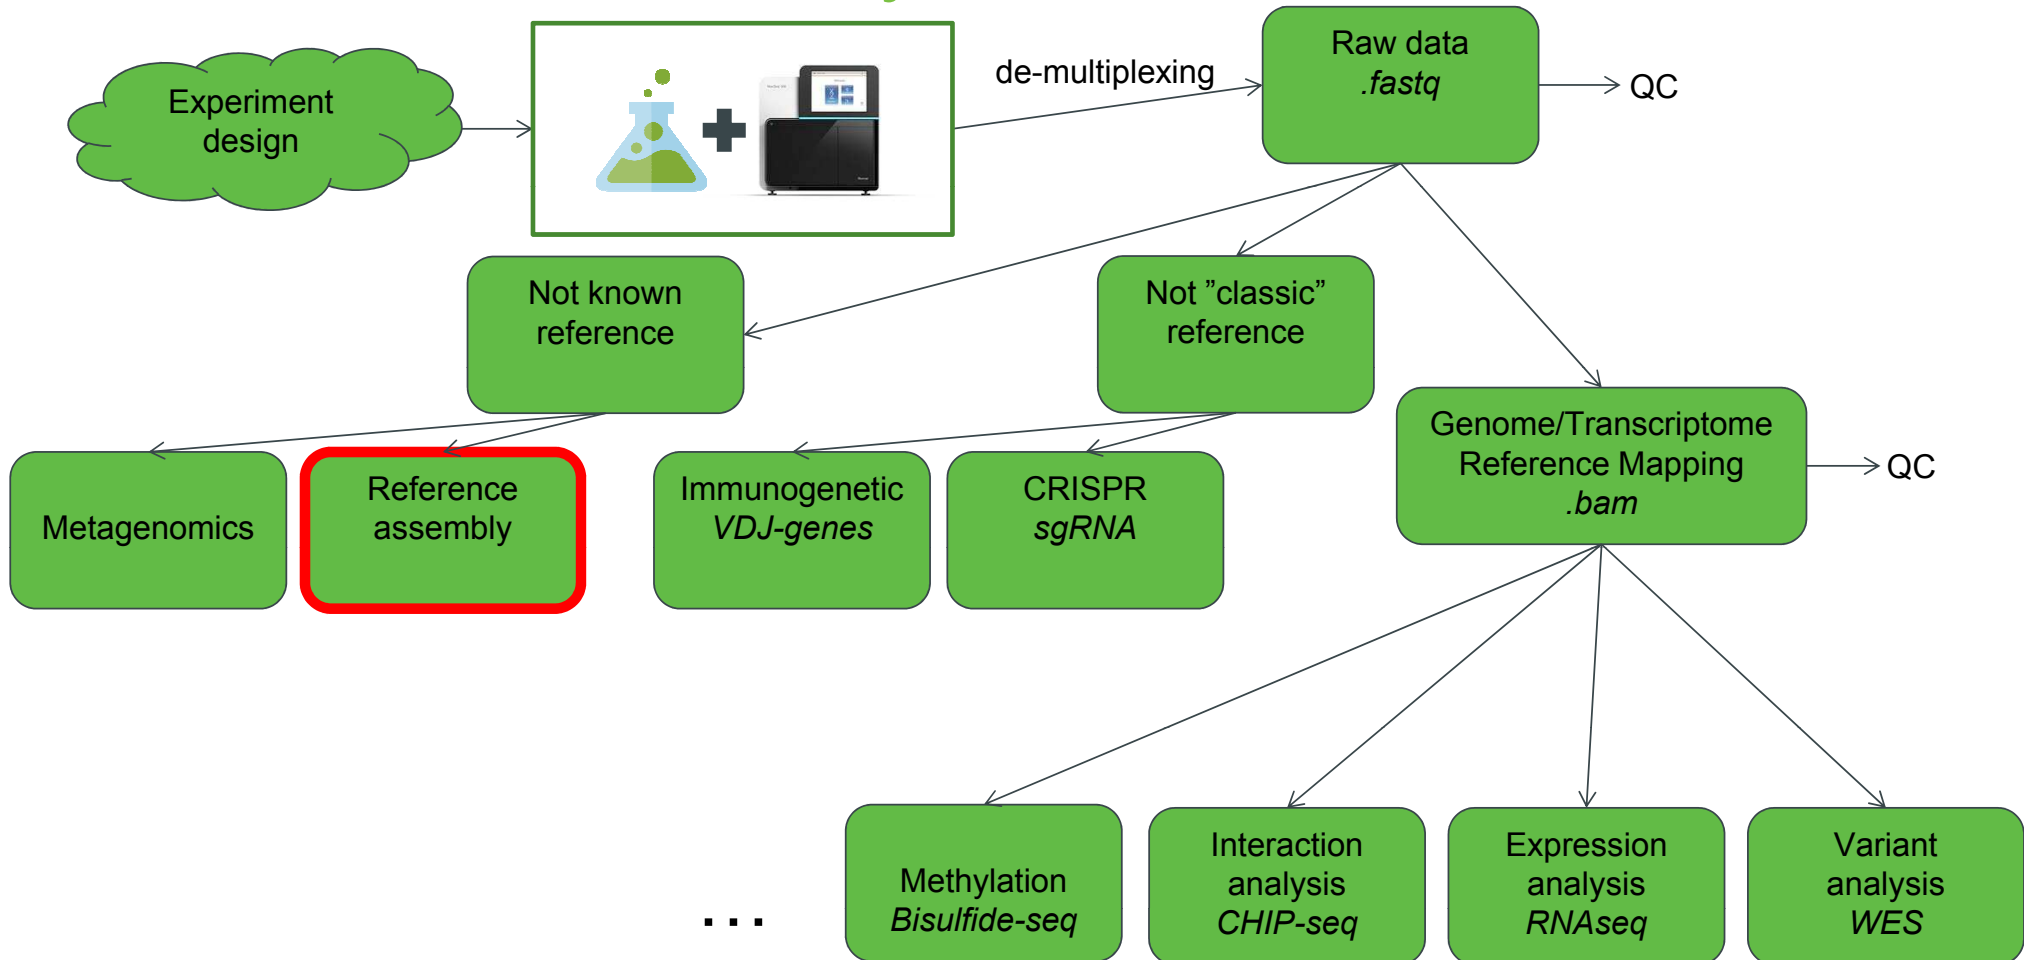 Experiment
design
de-multiplexing
Raw data
.fastq
QC
Not known
reference
Not ”classic”
reference
Genome/Transcriptome
Reference Mapping
.bam
QC
Metagenomics
Reference
assembly
Immunogenetic
VDJ-genes
CRISPR
sgRNA
...
Methylation
Bisulfide-seq
Interaction
analysis
CHIP-seq
Expression
analysis
RNAseq
Variant
analysis
WES